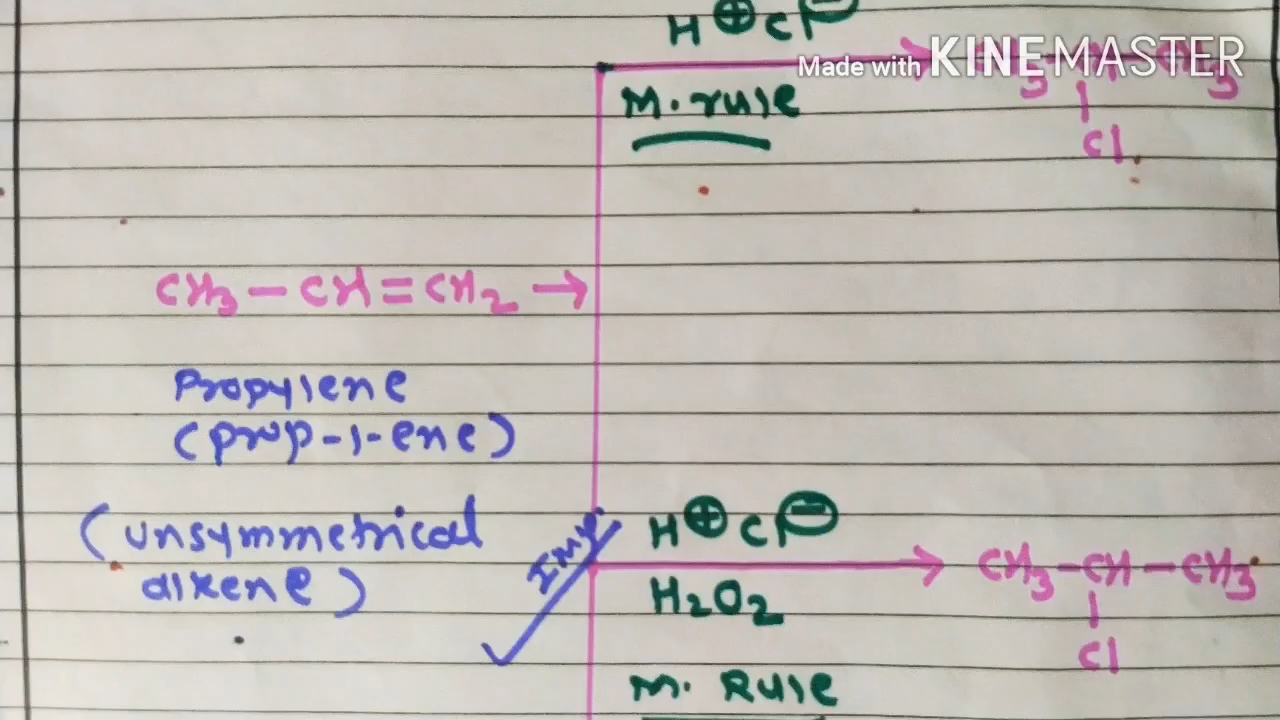 H⊕Cl⊖
Made with KINEMASTER
M. rule
Cl
CH3 – CH = CH2 →
Propylene
(prop-1-ene)
(unsymmetrical
alkene)
Imp.
H⊕Cl⊖
H2O2
CH3 – CH – CH3
Cl
M. Rule